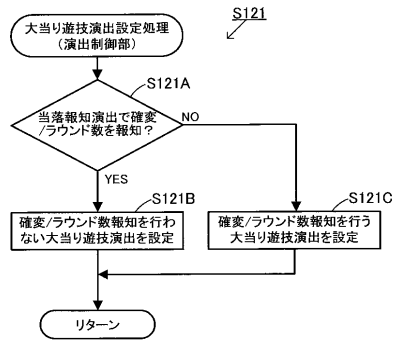 S121
大当り遊技演出設定処理
（演出制御部）
S121A
当落報知演出で確変
/ラウンド数を報知？
NO
YES
S121B
確変/ラウンド数報知を行わ
ない大当り遊技演出を設定
S121C
確変/ラウンド数報知を行う
大当り遊技演出を設定
リターン